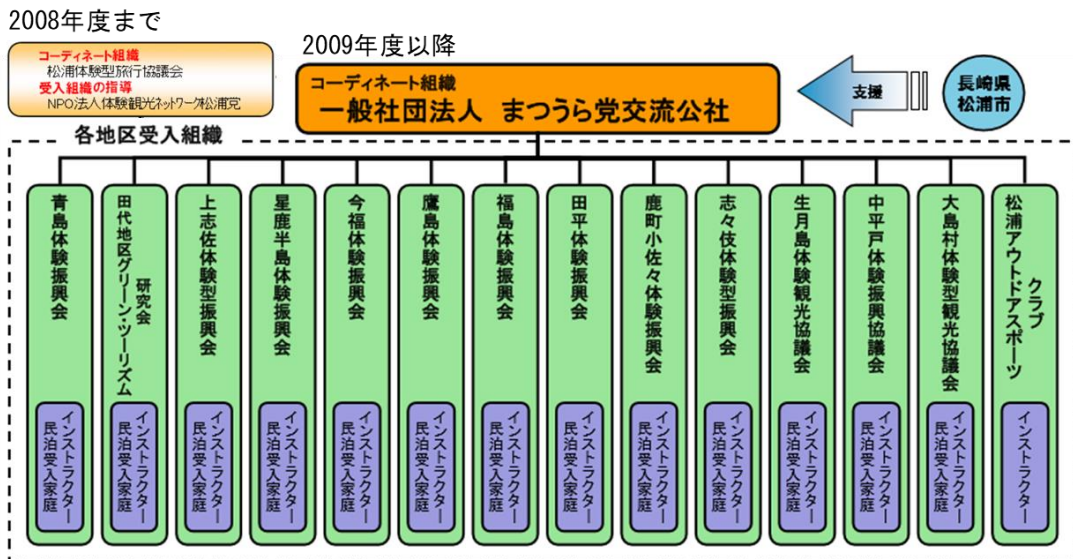 2008年度まで
コーディネート組織
松浦体験型旅行協議会
受入組織の指導
NPO法人体験観光ネットワーク松浦党
2009年度以降
コーディネート組織
一般社団法人 まつうら党交流公社
支援
長崎県
松浦市
各地区受入組織
青島体験振興会
田代地区グリーン・ツーリズム
研究会
上志佐体験型振興会
星鹿半島体験振興会
今福体験振興会
鷹島体験振興会
福島体験振興会
田平体験振興会
鹿町小佐々体験振興会
志々伎体験型振興会
生月島体験観光協議会
中平戸体験振興協議会
大島村体験型観光協議会
松浦アウトドアスポーツ
クラブ
インストラクター
民泊受入家庭
インストラクター
民泊受入家庭
インストラクター
民泊受入家庭
インストラクター
民泊受入家庭
インストラクター
民泊受入家庭
インストラクター
民泊受入家庭
インストラクター
民泊受入家庭
インストラクター
民泊受入家庭
インストラクター
民泊受入家庭
インストラクター
民泊受入家庭
インストラクター
民泊受入家庭
インストラクター
民泊受入家庭
インストラクター
民泊受入家庭
インストラクター